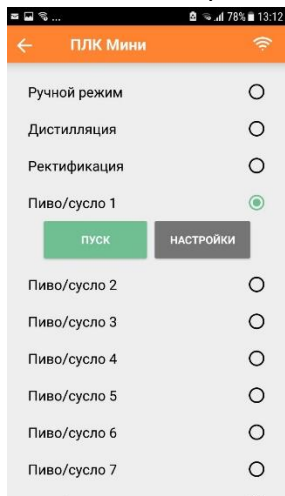 ... 78% 13:12
ПЛК Мини
Ручной режим
Дистилляция
Ректификация
Пиво/сусло 1
ПУСК НАСТРОЙКИ
Пиво/сусло 2
Пиво/сусло 3
Пиво/сусло 4
Пиво/сусло 5
Пиво/сусло 6
Пиво/сусло 7